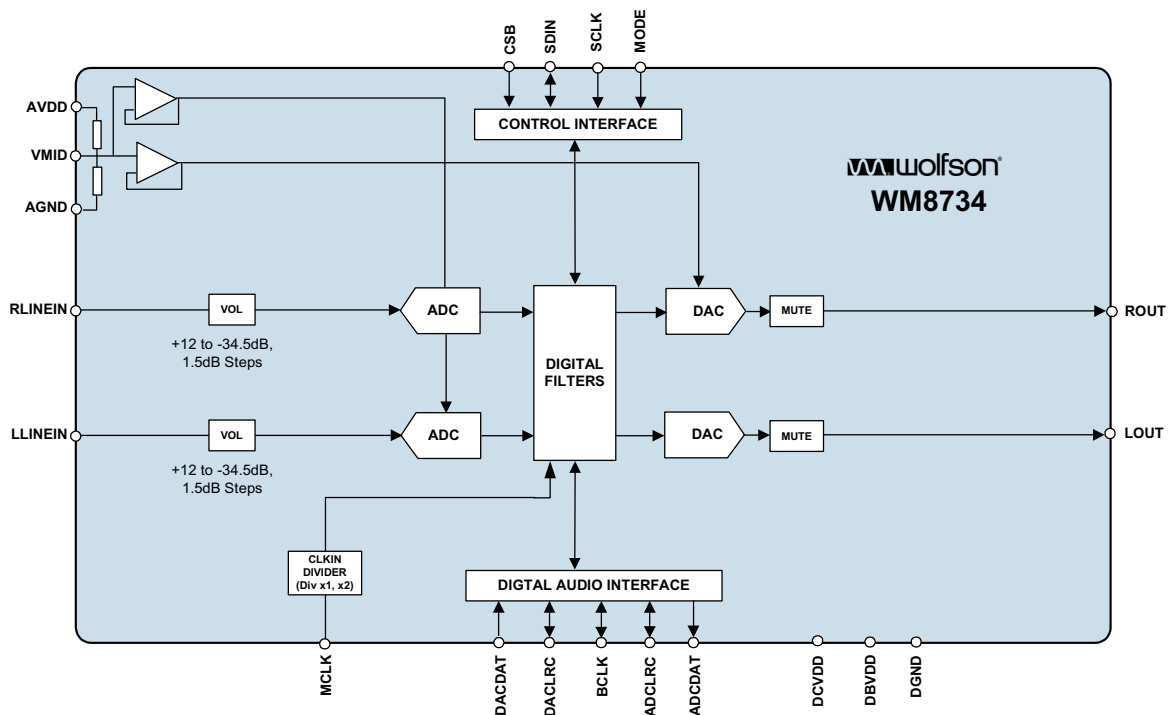 CSB
SDIN
SCLK
MODE
AVDD
VMID
AGND
CONTROL INTERFACE
wolfson®
WM8734
RLINEIN
VOL
+12 to -34.5dB,
1.5dB Steps
ADC
DIGITAL
FILTERS
DAC
MUTE
ROUT
LLINEIN
VOL
+12 to -34.5dB,
1.5dB Steps
ADC
DAC
MUTE
LOUT
CLKIN
DIVIDER
(Div x1, x2)
DIGTAL AUDIO INTERFACE
MCLK
DACDAT
DACLRC
BCLK
ADCLRC
ADCDAT
DCVDD
DBVDD
DGND